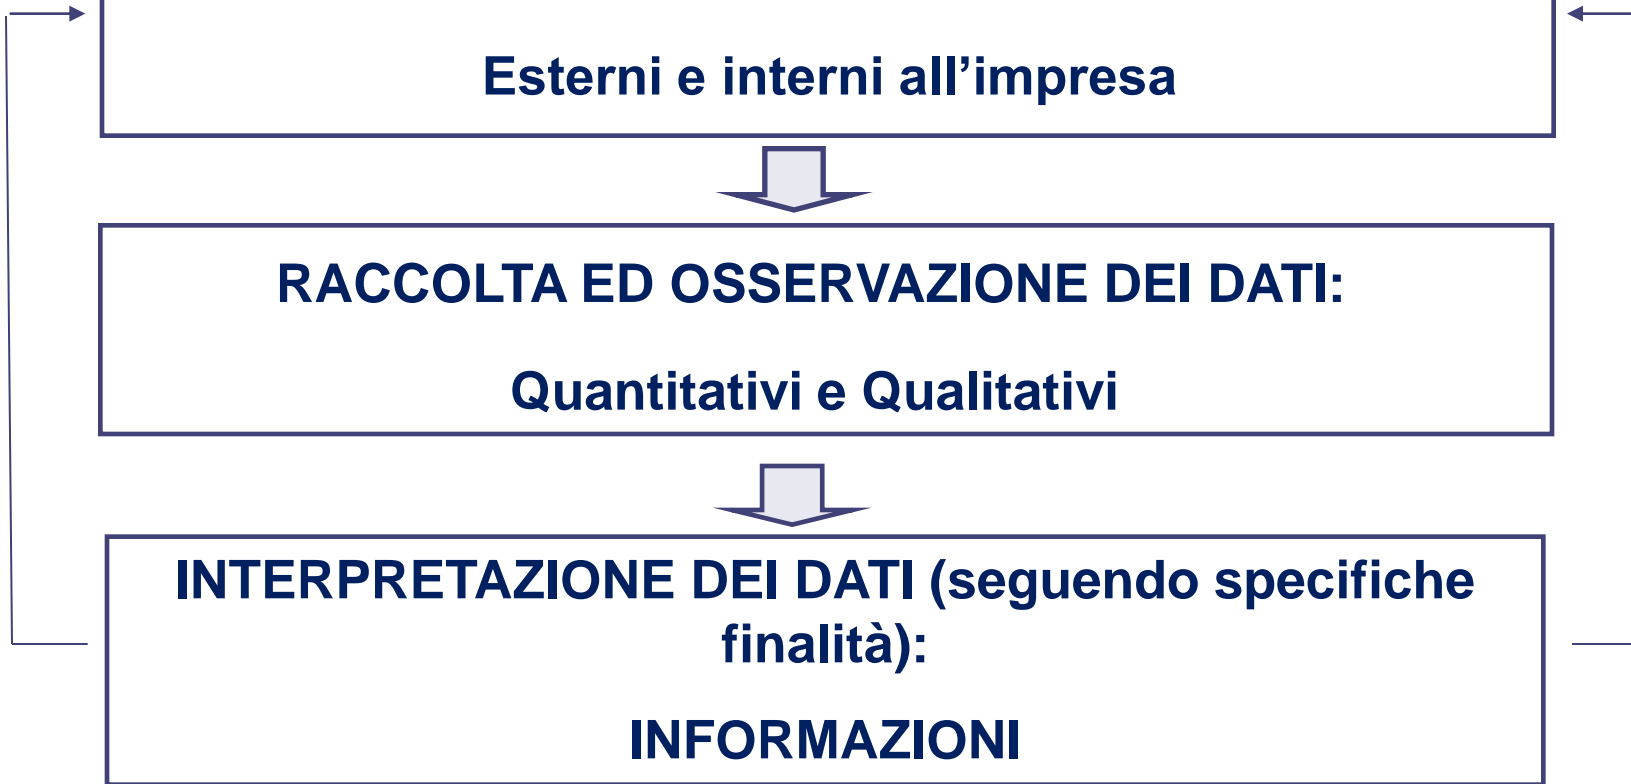 Esterni e interni all’impresa
RACCOLTA ED OSSERVAZIONE DEI DATI:
Quantitativi e Qualitativi
INTERPRETAZIONE DEI DATI (seguendo specifiche
finalità):
INFORMAZIONI